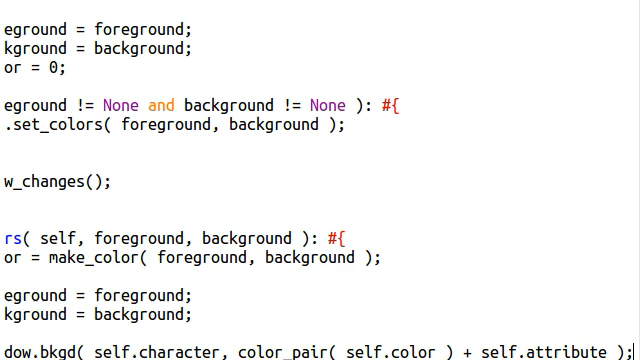 eground = foreground;
kground = background;
or = 0;
eground != None and background != None ): #{
.set_colors( foreground, background );
w_changes();
rs( self, foreground, background ): #{
or = make_color( foreground, background );
eground = foreground;
kground = background;
dow.bkgd( self.character, color_pair( self.color ) + self.attribute );